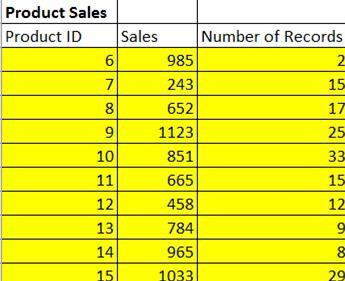 Product Sales
Product ID Sales Number of Records
6 985 2
7 243 15
8 652 17
9 1123 25
10 851 33
11 665 15
12 458 12
13 784 9
14 965 8
15 1033 29